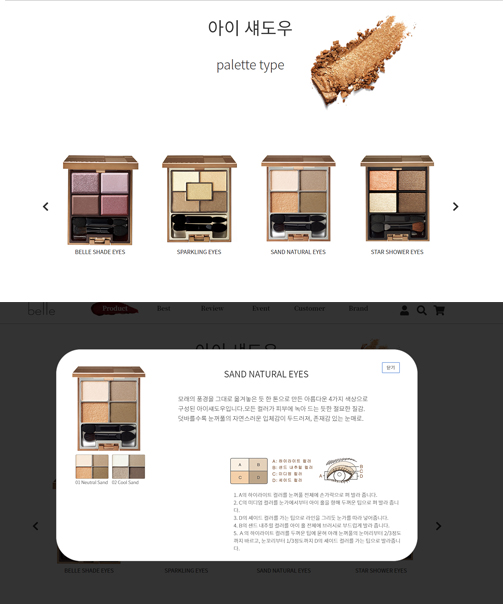 아이 섀도우
palette type
BELLE SHADE EYES
SPARKLING EYES
SAND NATURAL EYES
STAR SHOWER EYES
belle
Product
Best
Review
Event
Customer
Brand
아이 섀도우
닫기
SAND NATURAL EYES
모래의 풍경을 그대로 옮겨놓은 듯 한 톤으로 만든 아름다운 4가지 색상으로
구성된 아이섀도우입니다.모든 컬러가 피부에 녹아 드는 듯한 절묘한 질감.
덧바를수록 눈꺼풀의 자연스러운 입체감이 두드러져, 존재감 있는 눈매로.
A B
C D
A: 하이라이트 컬러
B: 샌드 내추럴 컬러
C: 미디엄 컬러
D: 셰이드 컬러
01 Neutral Sand
02 Cool Sand
1. A의 하이라이트 컬러를 눈꺼풀 전체에 손가락으로 펴 발라 줍니다.
2. C의 미디엄 컬러를 눈가에서부터 아이 홀을 향해 두꺼운 팁으로 펴 발라 줍니
다.
3. D의 셰이드 컬러를 가는 팁으로 라인을 그리듯 눈가를 따라 넣어줍니다.
4. B의 샌드 내추럴 컬러를 아이 홀 전체에 브러시로 부드럽게 발라 줍니다.
5. A의 하이라이트 컬러를 두꺼운 팁에 묻혀 아래 눈꺼풀의 눈머리부터 2/3정도
까지 바르고, 눈꼬리부터 1/3정도까지 D의 셰이드 컬러를 가는 팁으로 발라줍니
다.
BELLE SHADE EYES
SPARKLING EYES
SAND NATURAL EYES
STAR SHOWER EYES